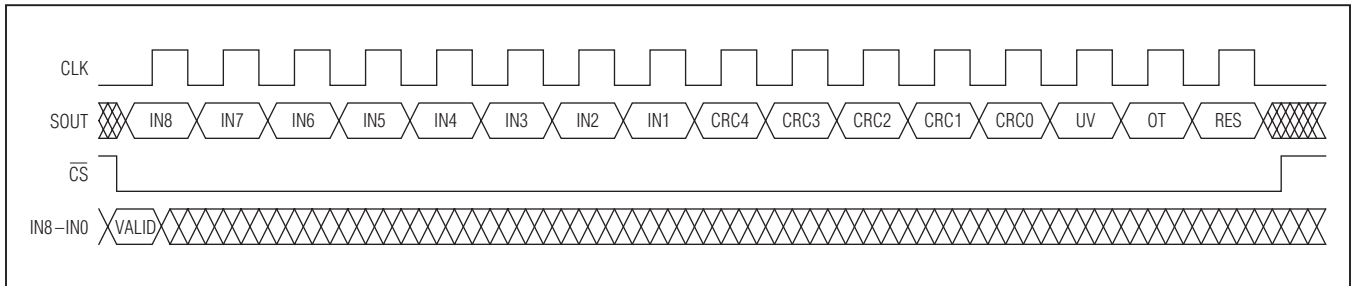 CLK
SOUT IN8 IN7 IN6 IN5 IN4 IN3 IN2 IN1 CRC4 CRC3 CRC2 CRC1 CRC0 UV OT RES
CS
IN8–IN0 VALID